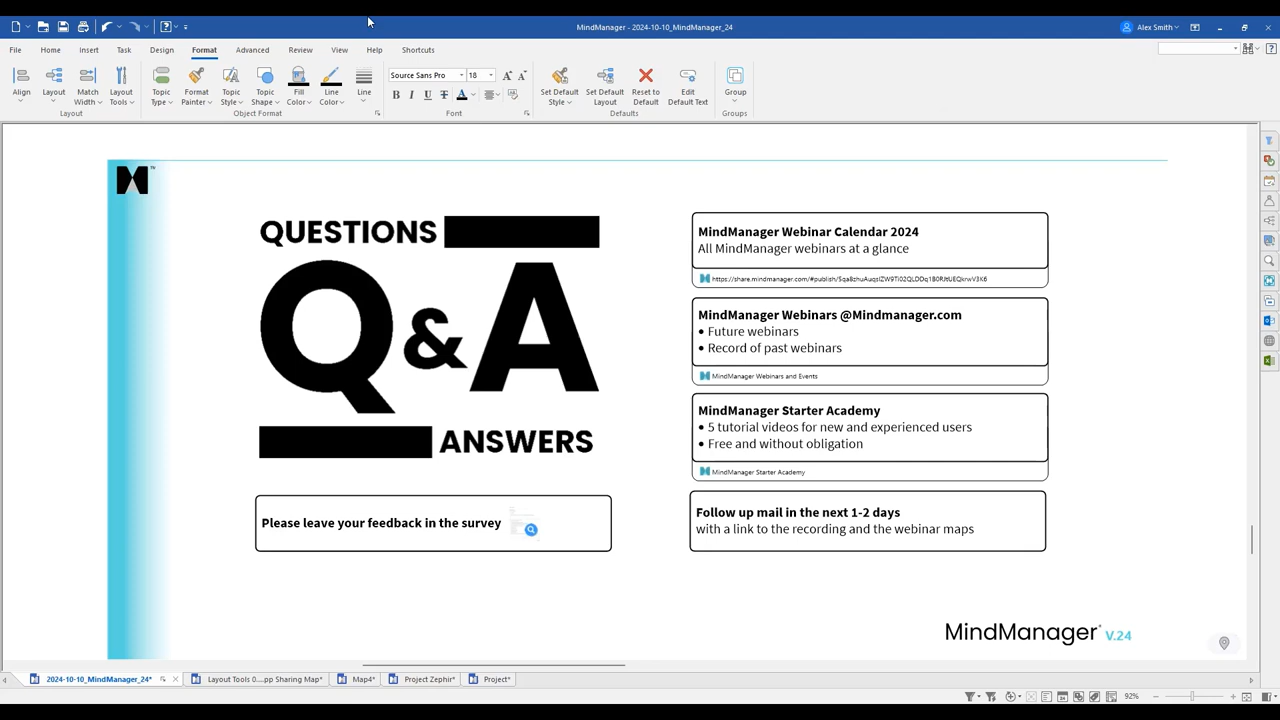 MindManager - 2024-10-10_MindManager_24
Alex Smith
File Home Insert Task Design Format Advanced Review View Help Shortcuts
Align Layout Match Width Layout Tools
Layout
Topic Type Format Painter Topic Style Topic Shape Fill Color Line Color Line
Object Format
Source Sans Pro 18
B I U T A
Font
Set Default Style Set Default Layout Reset to Default Edit Default Text
Defaults
Group
Groups
QUESTIONS
Q&A
ANSWERS
Please leave your feedback in the survey
MindManager Webinar Calendar 2024
All MindManager webinars at a glance
MindManager Webinars @Mindmanager.com
• Future webinars
• Record of past webinars
MindManager Webinars and Events
MindManager Starter Academy
• 5 tutorial videos for new and experienced users
• Free and without obligation
MindManager Starter Academy
Follow up mail in the next 1-2 days
with a link to the recording and the webinar maps
MindManager V.24
2024-10-10_MindManager_24* Layout Tools 0....pp Sharing Map* Map4* Project Zephir* Project*
92%